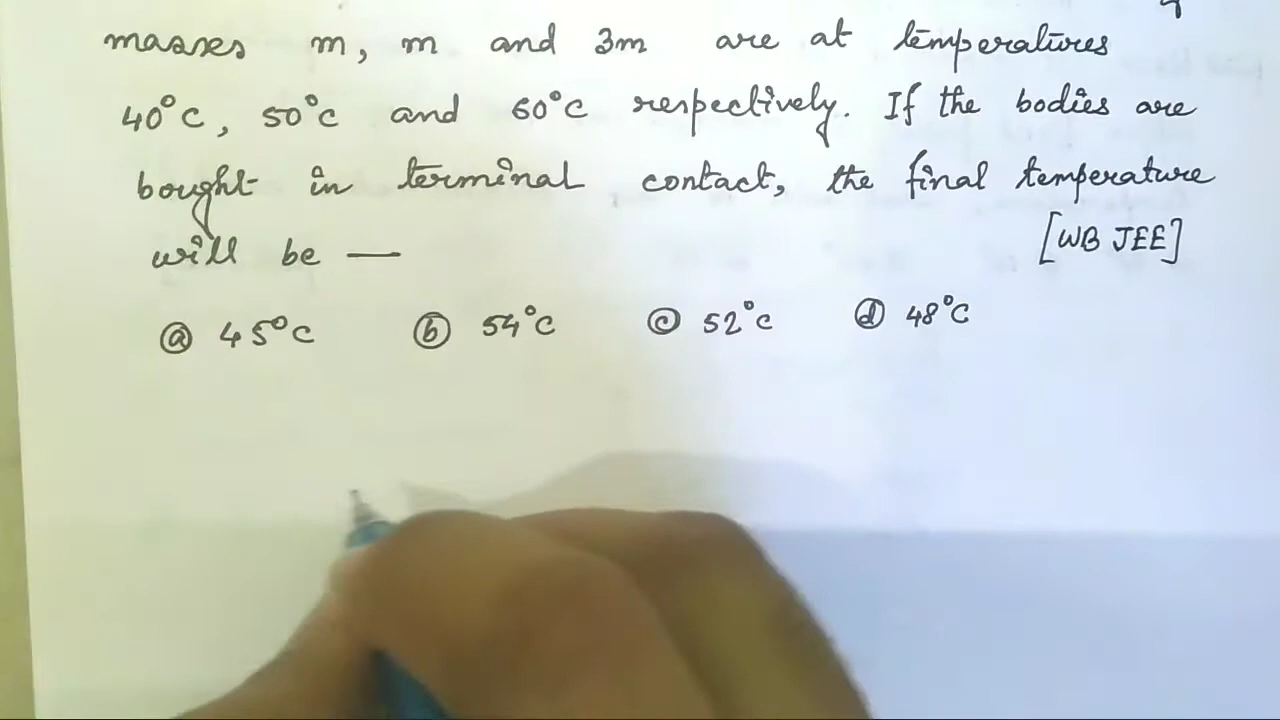 masses m, m and 3m are at temperatures
40°C, 50°C and 60°C respectively. If the bodies are
bought in terminal contact, the final temperature
will be —
[WB JEE]
ⓐ 45°C ⓑ 54°C ⓒ 52°C ⓓ 48°C